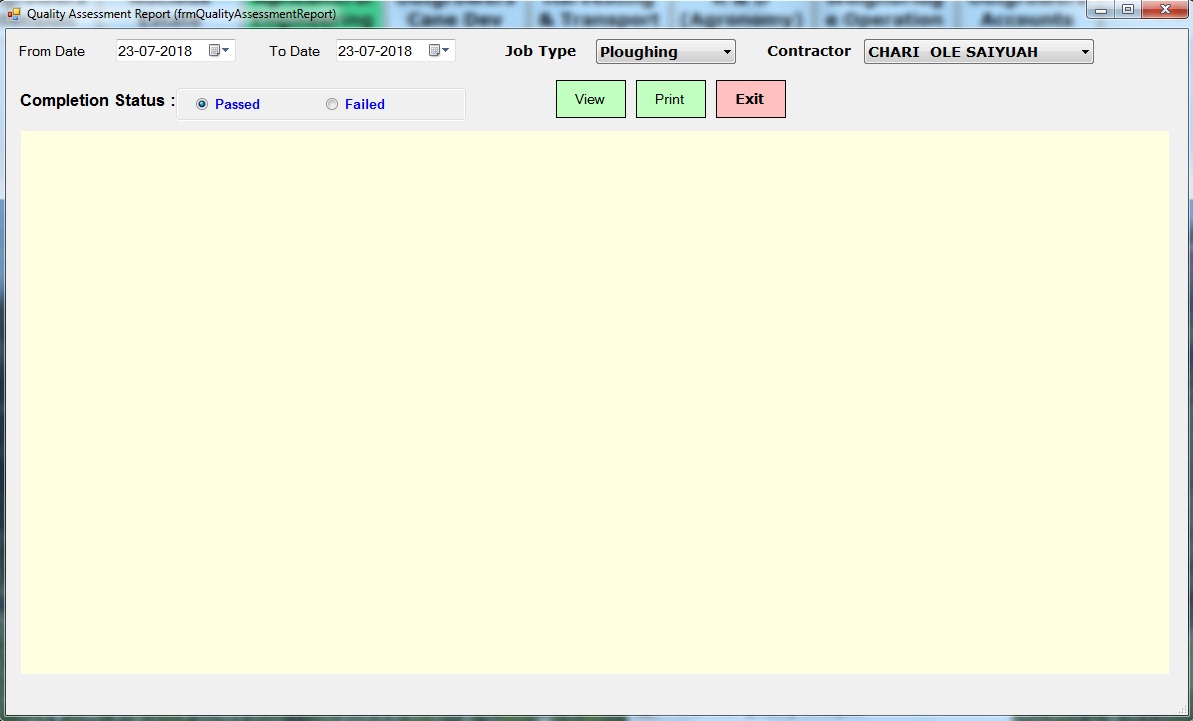 Quality Assessment Report (frmQualityAssessmentReport)
Cane Dev & Transport (Agronomy) e Operation Accounts
From Date 23-07-2018 To Date 23-07-2018 Job Type Ploughing Contractor CHARI OLE SAIYUAH
Completion Status : Passed Failed View Print Exit